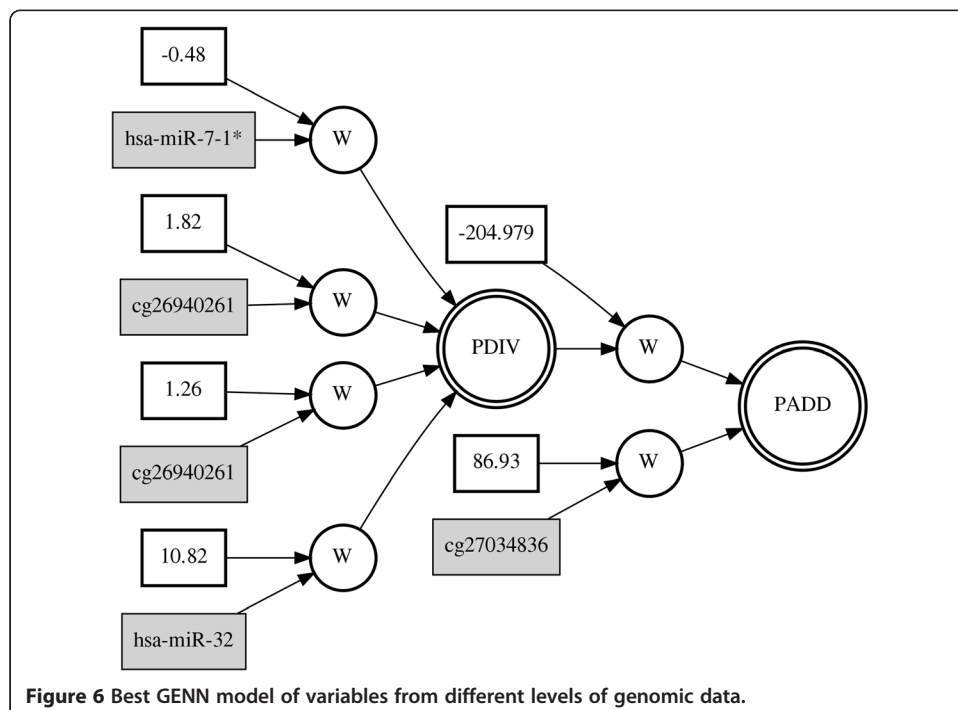 -0.48
hsa-miR-7-1*
W
1.82
cg26940261
W
1.26
cg26940261
W
10.82
hsa-miR-32
W
PDIV
-204.979
W
86.93
cg27034836
W
PADD
Figure 6 Best GENN model of variables from different levels of genomic data.